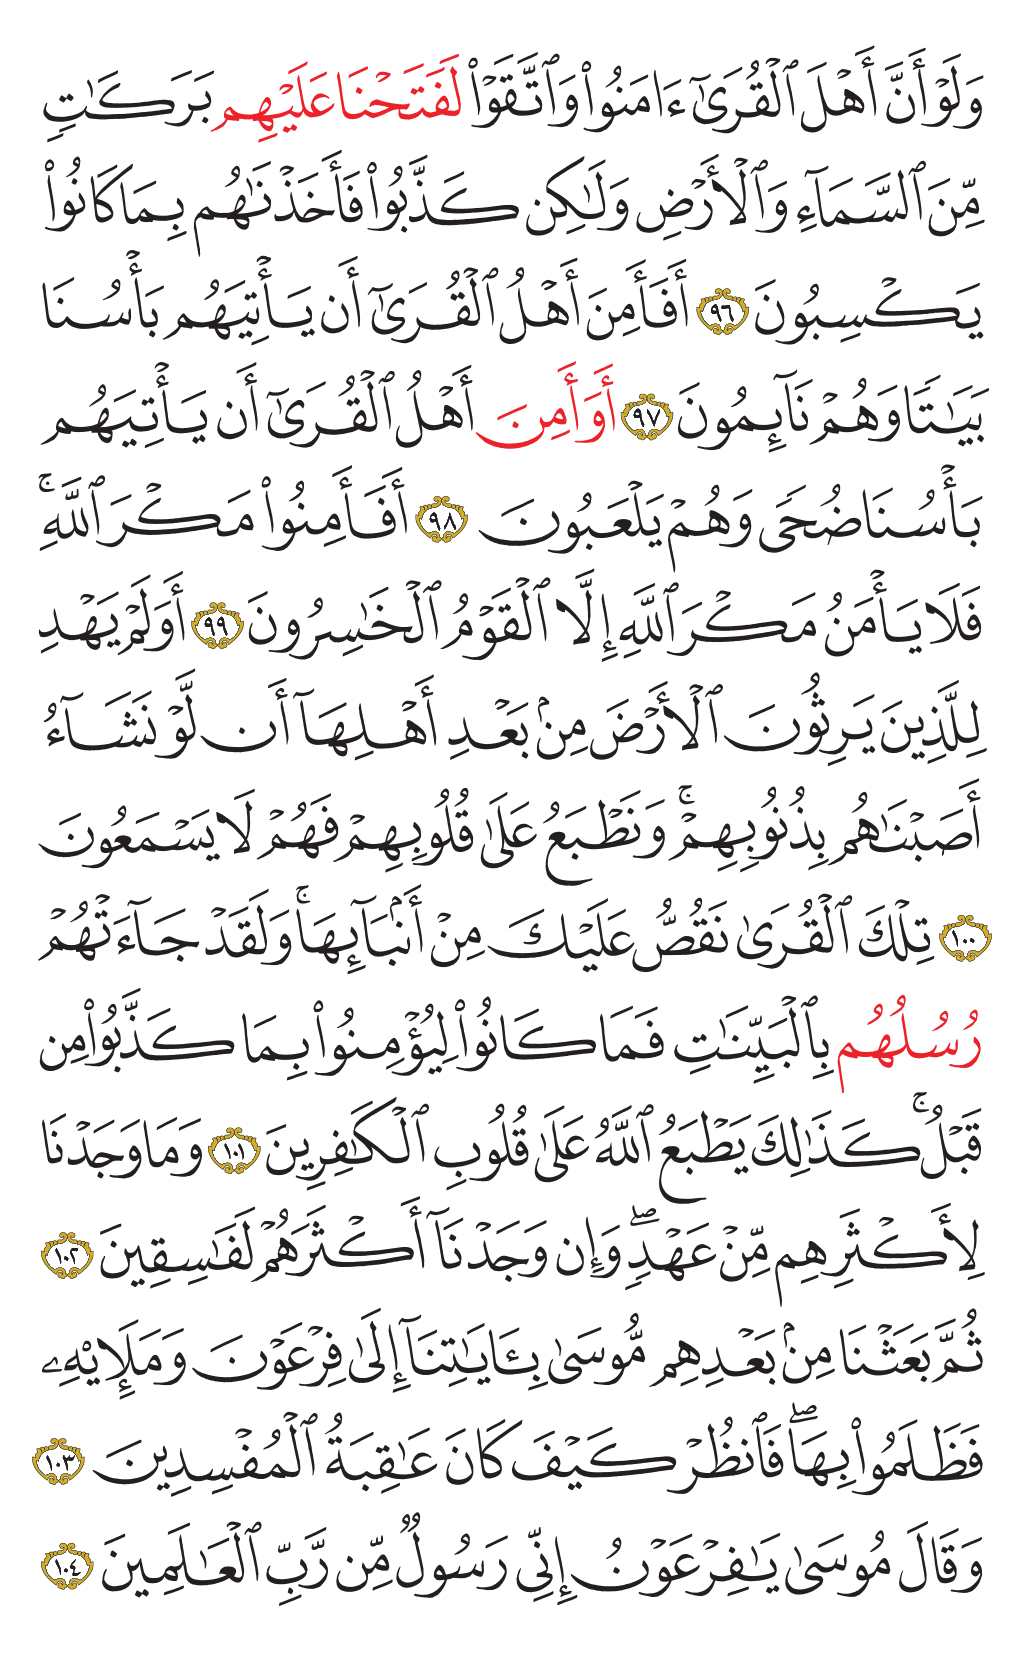 وَلَوۡ أَنَّ أَهۡلَ ٱلۡقُرَىٰٓ ءَامَنُواْ وَٱتَّقَوۡاْ لَفَتَحۡنَا عَلَيۡهِم بَرَكَٰتٖ
مِّنَ ٱلسَّمَآءِ وَٱلۡأَرۡضِ وَلَٰكِن كَذَّبُواْ فَأَخَذۡنَٰهُم بِمَا كَانُواْ
يَكۡسِبُونَ ٩٦ أَفَأَمِنَ أَهۡلُ ٱلۡقُرَىٰٓ أَن يَأۡتِيَهُم بَأۡسُنَا
بَيَٰتٗا وَهُمۡ نَآئِمُونَ ٩٧ أَوَ أَمِنَ أَهۡلُ ٱلۡقُرَىٰٓ أَن يَأۡتِيَهُم
بَأۡسُنَا ضُحٗى وَهُمۡ يَلۡعَبُونَ ٩٨ أَفَأَمِنُواْ مَكۡرَ ٱللَّهِۚ
فَلَا يَأۡمَنُ مَكۡرَ ٱللَّهِ إِلَّا ٱلۡقَوۡمُ ٱلۡخَٰسِرُونَ ٩٩ أَوَلَمۡ يَهۡدِ
لِلَّذِينَ يَرِثُونَ ٱلۡأَرۡضَ مِنۢ بَعۡدِ أَهۡلِهَآ أَن لَّوۡ نَشَآءُ
أَصَبۡنَٰهُم بِذُنُوبِهِمۡۚ وَنَطۡبَعُ عَلَىٰ قُلُوبِهِمۡ فَهُمۡ لَا يَسۡمَعُونَ
١٠٠ تِلۡكَ ٱلۡقُرَىٰ نَقُصُّ عَلَيۡكَ مِنۡ أَنۢبَآئِهَاۚ وَلَقَدۡ جَآءَتۡهُمۡ
رُسُلُهُم بِٱلۡبَيِّنَٰتِ فَمَا كَانُواْ لِيُؤۡمِنُواْ بِمَا كَذَّبُواْ مِن
قَبۡلُۚ كَذَٰلِكَ يَطۡبَعُ ٱللَّهُ عَلَىٰ قُلُوبِ ٱلۡكَٰفِرِينَ ١٠١ وَمَا وَجَدۡنَا
لِأَكۡثَرِهِم مِّنۡ عَهۡدٖۖ وَإِن وَجَدۡنَآ أَكۡثَرَهُمۡ لَفَٰسِقِينَ ١٠٢
ثُمَّ بَعَثۡنَا مِنۢ بَعۡدِهِم مُّوسَىٰ بِـَٔايَٰتِنَآ إِلَىٰ فِرۡعَوۡنَ وَمَلَإِيْهِۦ
فَظَلَمُواْ بِهَاۖ فَٱنظُرۡ كَيۡفَ كَانَ عَٰقِبَةُ ٱلۡمُفۡسِدِينَ ١٠٣
وَقَالَ مُوسَىٰ يَٰفِرۡعَوۡنُ إِنِّي رَسُولٞ مِّن رَّبِّ ٱلۡعَٰلَمِينَ ١٠٤